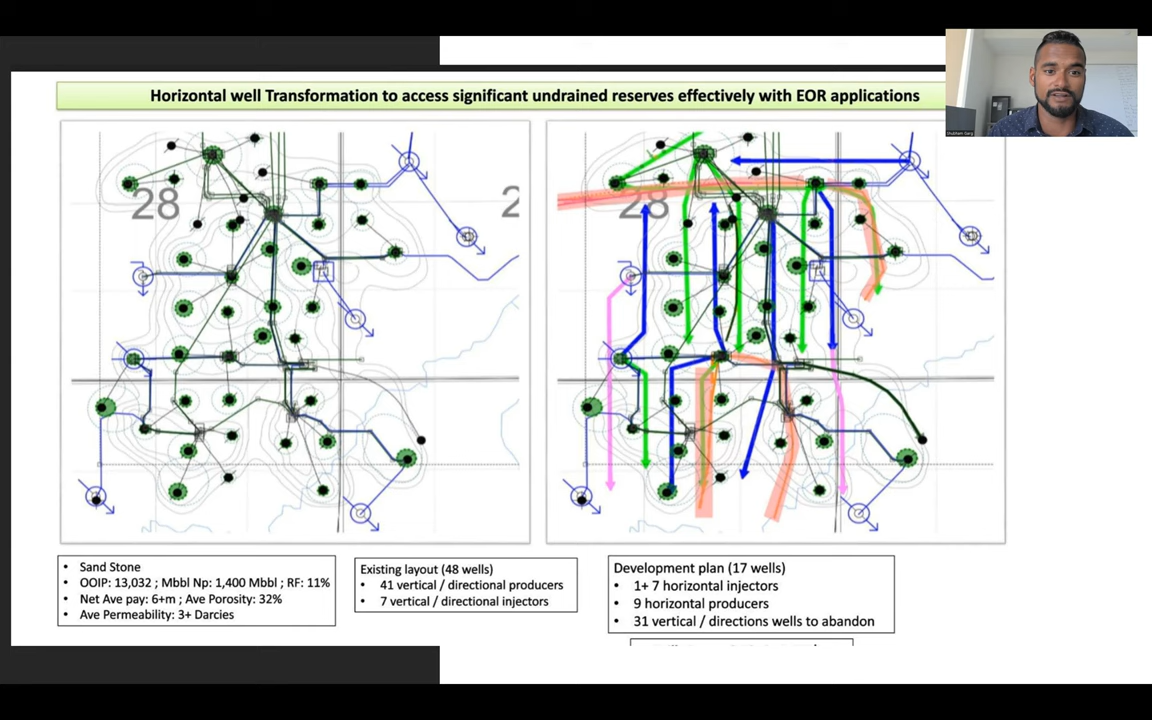 Horizontal well Transformation to access significant undrained reserves effectively with EOR applications
28
2
28
• Sand Stone
• OOIP: 13,032 ; Mbbl Np: 1,400 Mbbl ; RF: 11%
• Net Ave pay: 6+m ; Ave Porosity: 32%
• Ave Permeability: 3+ Darcies
Existing layout (48 wells)
• 41 vertical / directional producers
• 7 vertical / directional injectors
Development plan (17 wells)
• 1+ 7 horizontal injectors
• 9 horizontal producers
• 31 vertical / directions wells to abandon
Shubham Garg